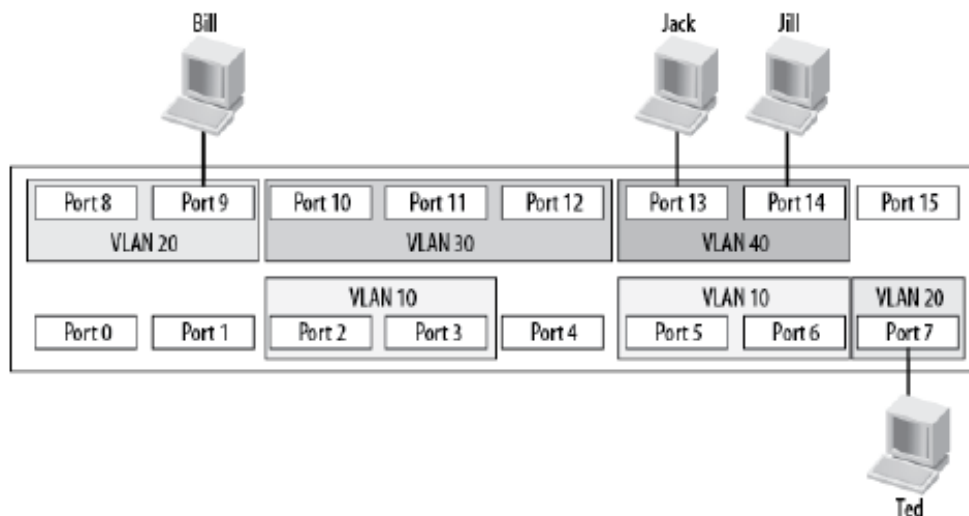 Bill Jack Jill
Port 8 Port 9 Port 10 Port 11 Port 12 Port 13 Port 14 Port 15
VLAN 20 VLAN 30 VLAN 40
VLAN 10 VLAN 10 VLAN 20
Port 0 Port 1 Port 2 Port 3 Port 4 Port 5 Port 6 Port 7
Ted